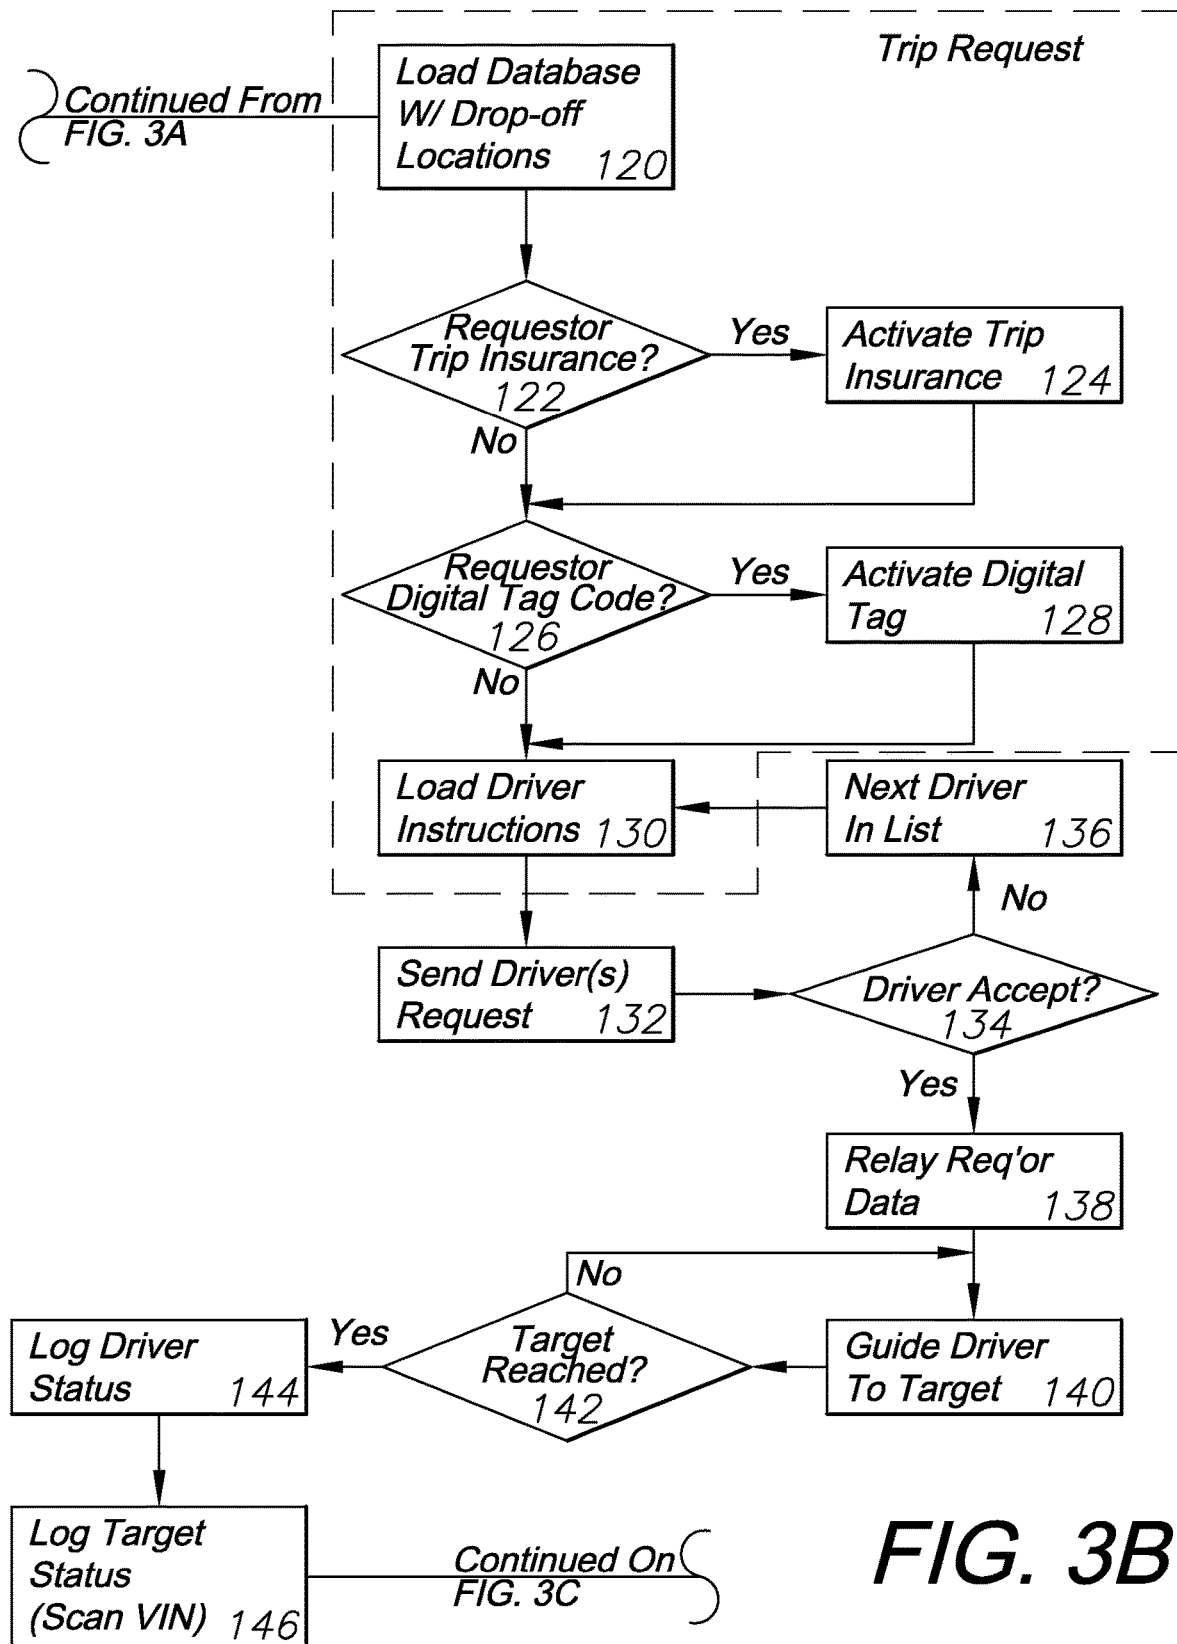 Trip Request
Continued From
FIG. 3A
Load Database
W/ Drop-off
Locations 120
Requestor
Trip Insurance?
122
Yes
No
Activate Trip
Insurance 124
Requestor
Digital Tag Code?
126
Yes
No
Activate Digital
Tag 128
Load Driver
Instructions 130
Next Driver
In List 136
No
Send Driver(s)
Request 132
Driver Accept?
134
Yes
Relay Req'or
Data 138
No
Target
Reached?
142
Yes
Guide Driver
To Target 140
Log Driver
Status 144
Log Target
Status
(Scan VIN) 146
Continued On
FIG. 3C
FIG. 3B